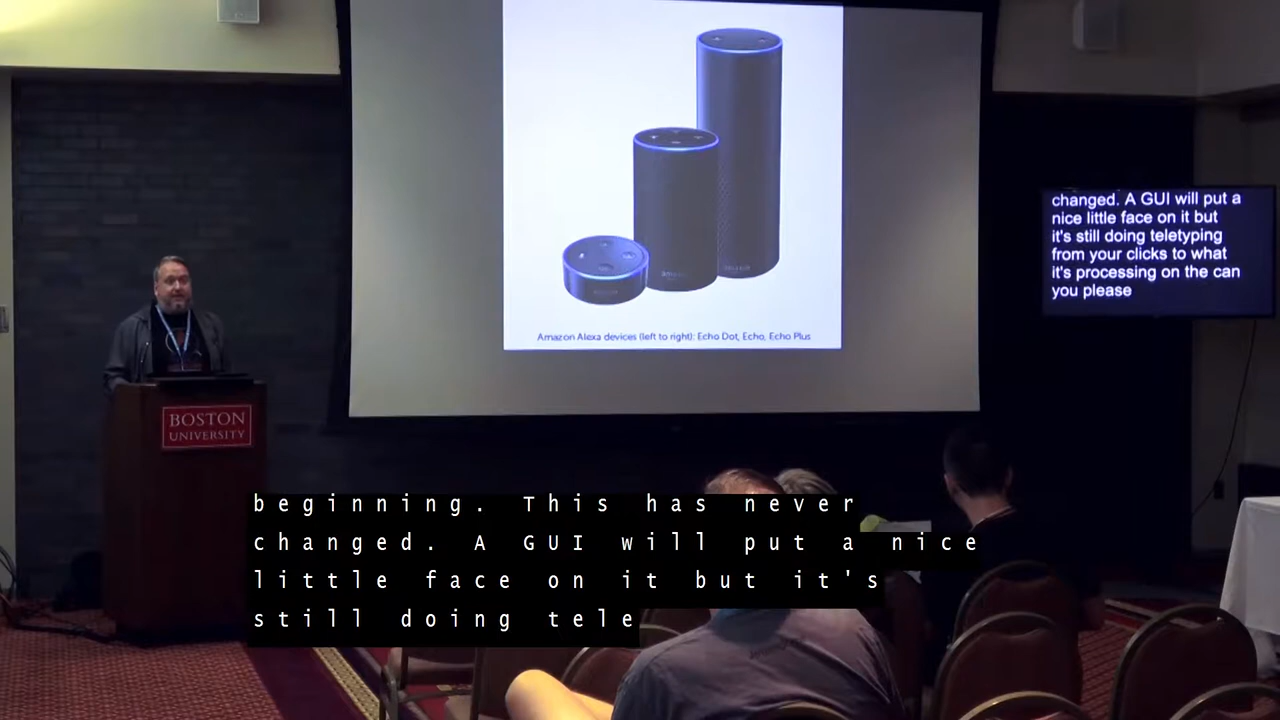 Amazon Alexa devices (left to right): Echo Dot, Echo, Echo Plus
changed. A GUI will put a
nice little face on it but
it's still doing teletyping
from your clicks to what
it's processing on the can
you please
BOSTON
UNIVERSITY
beginning. This has never
changed. A GUI will put a nice
little face on it but it's
still doing tele